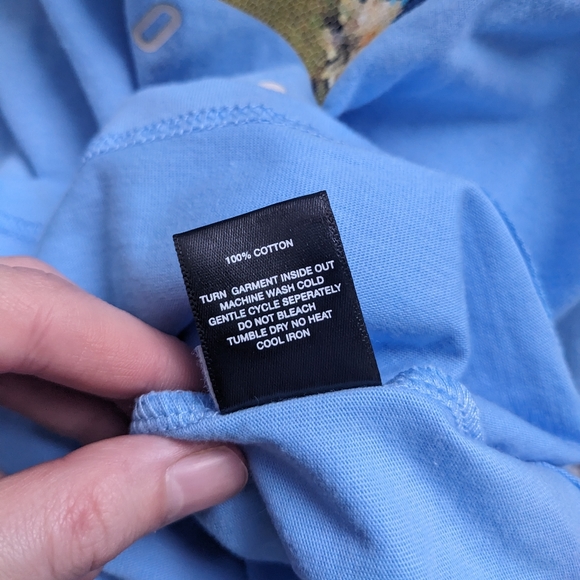 0
100% COTTON
TURN GARMENT INSIDE OUT
MACHINE WASH COLD
GENTLE CYCLE SEPERATELY
DO NOT BLEACH
TUMBLE DRY NO HEAT
COOL IRON